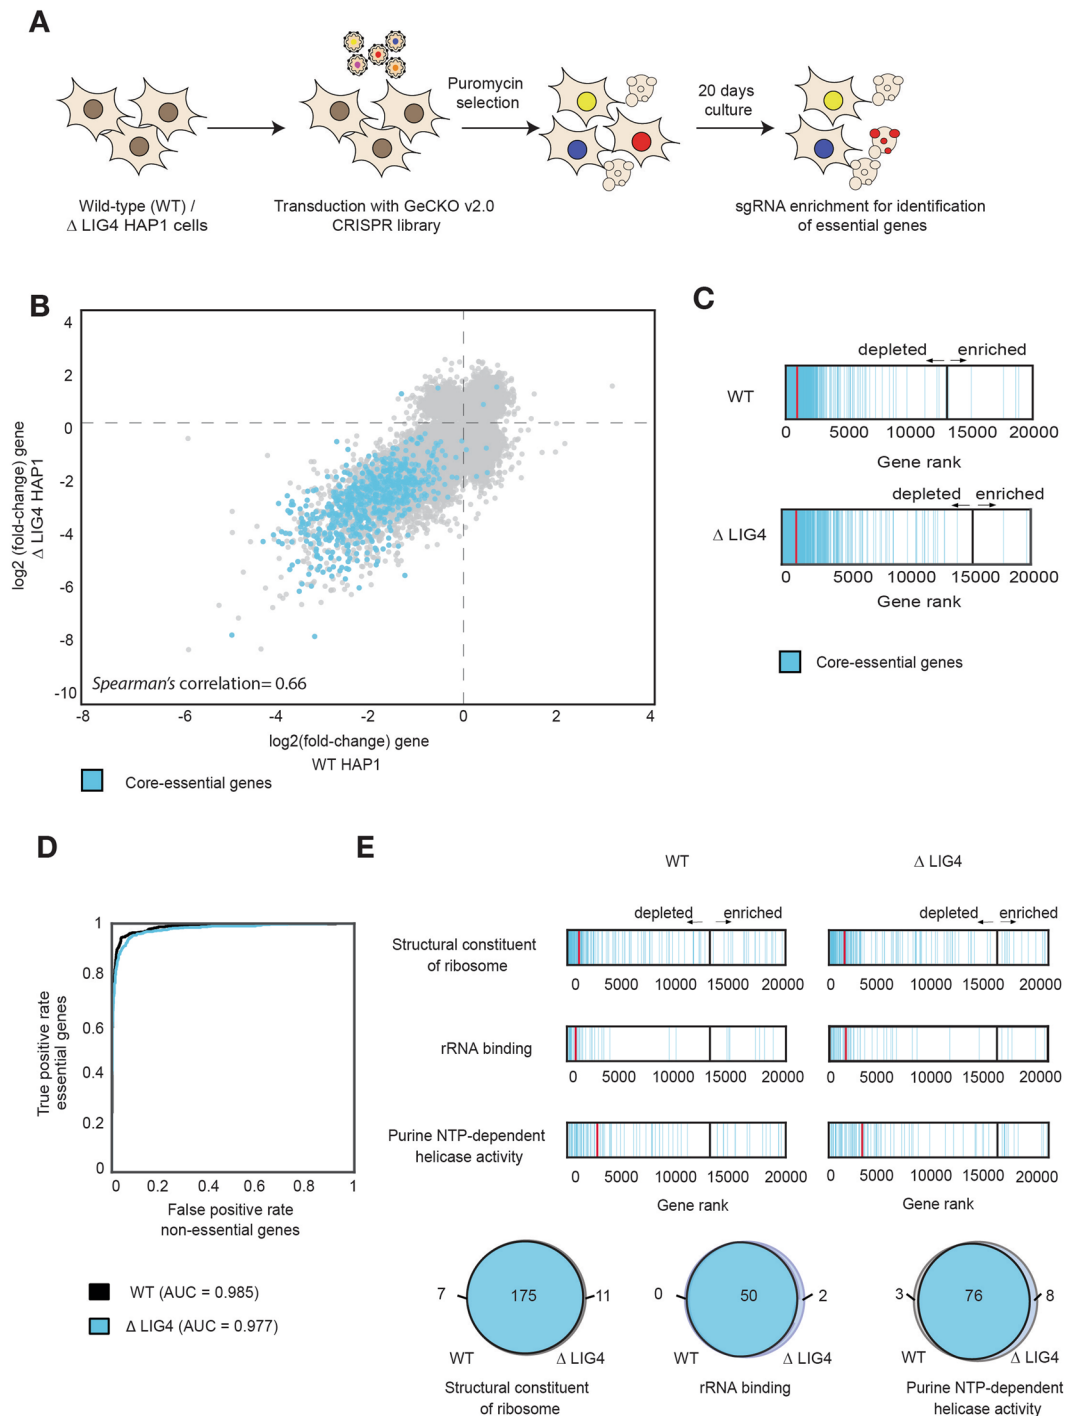 A
Puromycin
selection
20 days
culture
Wild-type (WT) /
Δ LIG4 HAP1 cells
Transduction with GeCKO v2.0
CRISPR library
sgRNA enrichment for identification
of essential genes
B
log2 (fold-change) gene
Δ LIG4 HAP1
4
2
0
-2
-4
-6
-8
-10
Spearman's correlation= 0.66
-8 -6 -4 -2 0 2 4
log2(fold-change) gene
WT HAP1
Core-essential genes
C
depleted enriched
WT
0 5000 10000 15000 20000
Gene rank
depleted enriched
Δ LIG4
0 5000 10000 15000 20000
Gene rank
Core-essential genes
D
True positive rate
essential genes
1
0.8
0.6
0.4
0.2
0
0 0.2 0.4 0.6 0.8 1
False positive rate
non-essential genes
WT (AUC = 0.985)
Δ LIG4 (AUC = 0.977)
E
WT Δ LIG4
depleted enriched depleted enriched
Structural constituent
of ribosome
0 5000 10000 15000 20000 0 5000 10000 15000 20000
rRNA binding
0 5000 10000 15000 20000 0 5000 10000 15000 20000
Purine NTP-dependent
helicase activity
0 5000 10000 15000 20000 0 5000 10000 15000 20000
Gene rank Gene rank
7 175 11
WT Δ LIG4
Structural constituent
of ribosome
0 50 2
WT Δ LIG4
rRNA binding
3 76 8
WT Δ LIG4
Purine NTP-dependent
helicase activity